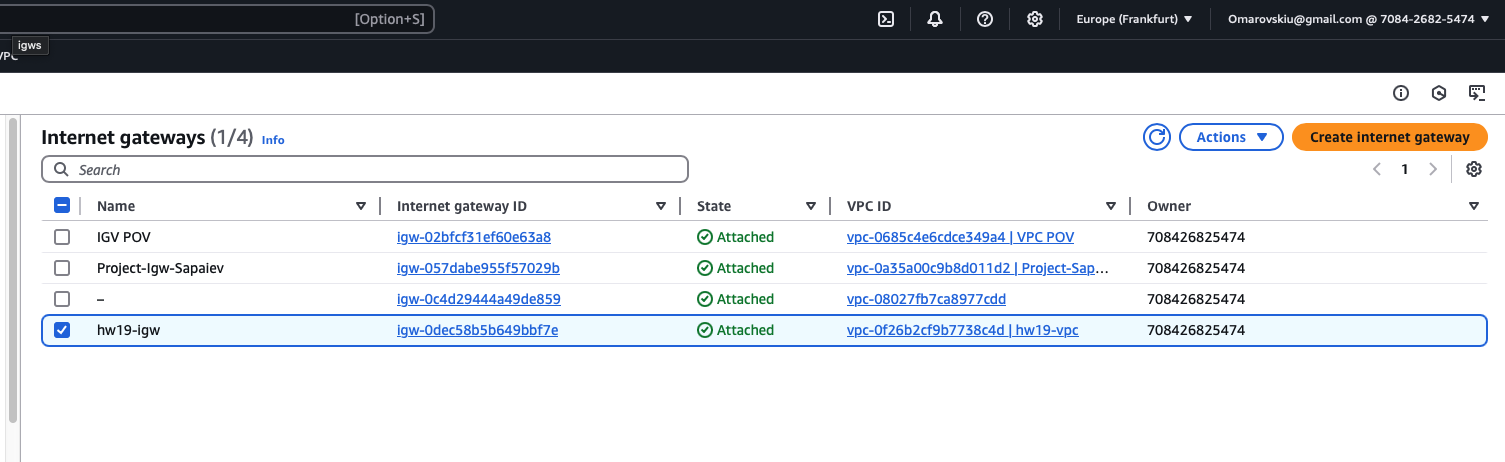 [Option+S]
Europe (Frankfurt)
Omarovskiu@gmail.com @ 7084-2682-5474
igws
VPC
Internet gateways (1/4) Info
Actions
Create internet gateway
Search
1
Name Internet gateway ID State VPC ID Owner
IGV POV igw-02bfcf31ef60e63a8 Attached vpc-0685c4e6cdce349a4 | VPC POV 708426825474
Project-Igw-Sapaiev igw-057dabe955f57029b Attached vpc-0a35a00c9b8d011d2 | Project-Sap… 708426825474
– igw-0c4d29444a49de859 Attached vpc-08027fb7ca8977cdd 708426825474
hw19-igw igw-0dec58b5b649bbf7e Attached vpc-0f26b2cf9b7738c4d | hw19-vpc 708426825474